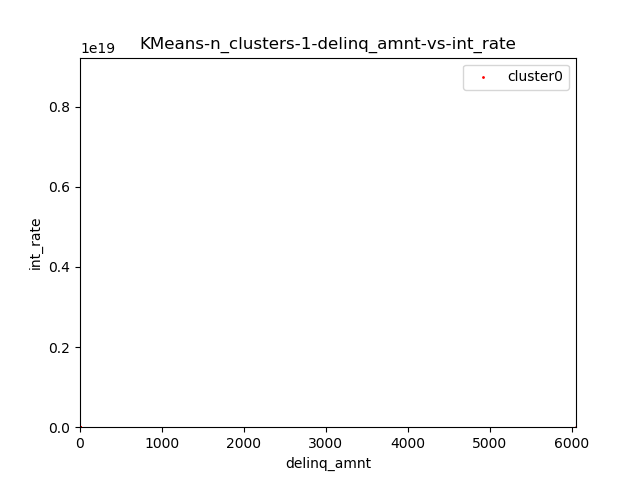 KMeans-n_clusters-1-delinq_amnt-vs-int_rate
1e19
cluster0
0.8
0.6
0.4
0.2
0.0
int_rate
0 1000 2000 3000 4000 5000 6000
delinq_amnt